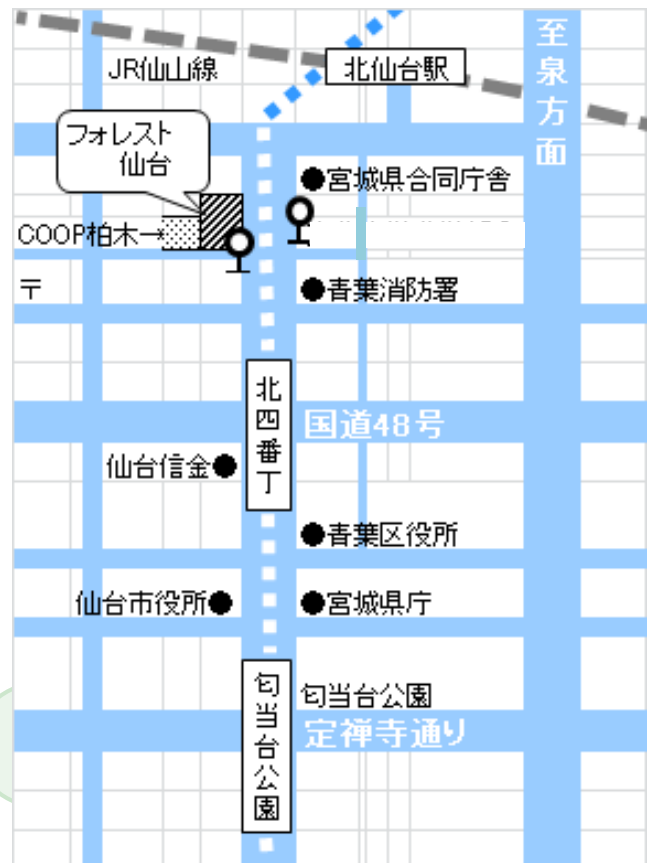 至泉方面
JR仙山線
北仙台駅
フォレスト
仙台
●宮城県合同庁舎
COOP柏木→
〒
●青葉消防署
北四番丁
国道48号
仙台信金●
●青葉区役所
仙台市役所●
●宮城県庁
匂当台公園
匂当台公園
定禅寺通り